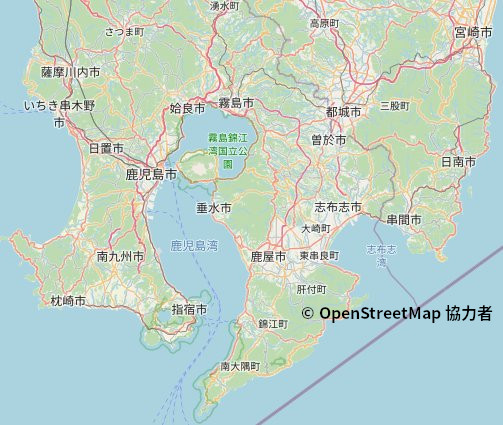 湧水町
高原町
宮崎市
さつま町
薩摩川内市
いちき串木野
市
姶良市
霧島市
都城市
三股町
日置市
霧島錦江
湾国立公
園
曽於市
日南市
鹿児島市
垂水市
志布志市
串間市
大崎町
鹿児島湾
志布志
湾
南九州市
鹿屋市
東串良町
枕崎市
肝付町
指宿市
© OpenStreetMap 協力者
錦江町
南大隅町